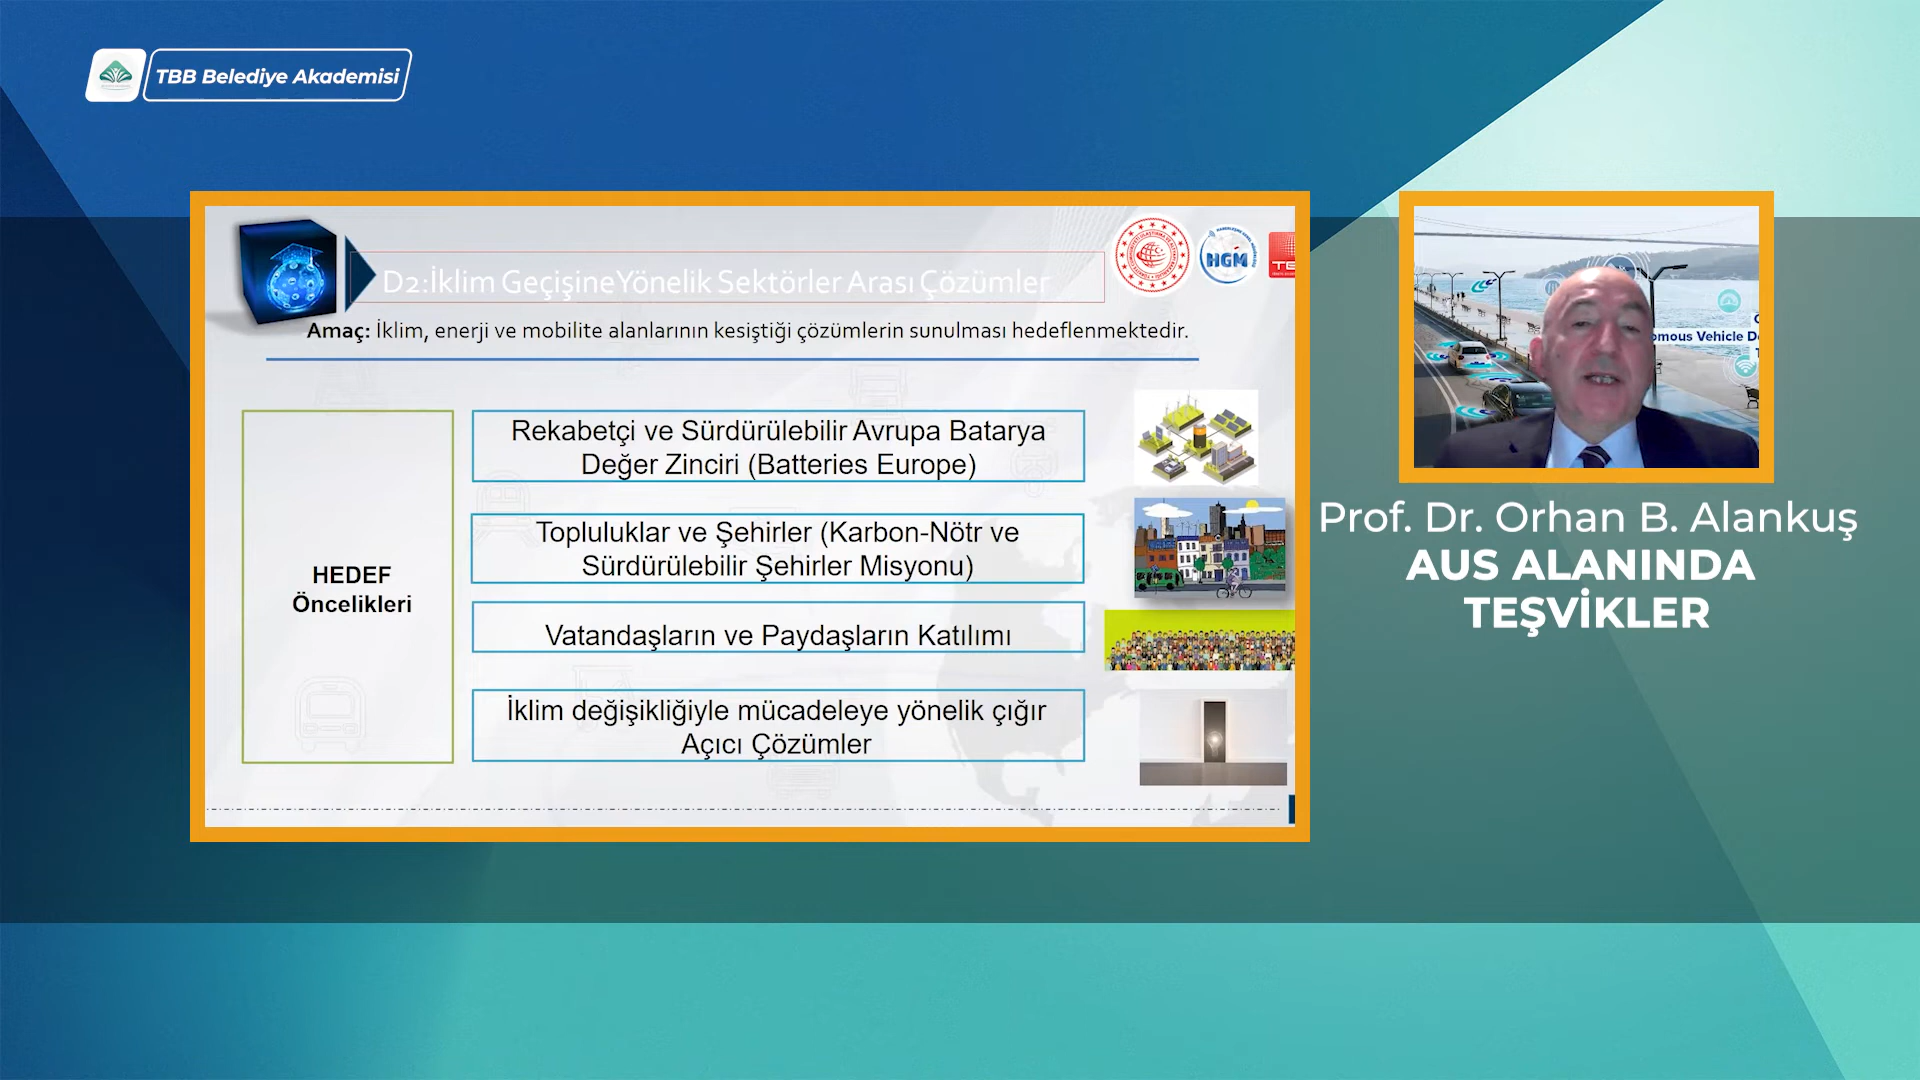 TBB Belediye Akademisi
D2:İklim Geçişine Yönelik Sektörler Arası Çözümler
HGM
Amaç: İklim, enerji ve mobilite alanlarının kesiştiği çözümlerin sunulması hedeflenmektedir.
HEDEF
Öncelikleri
Rekabetçi ve Sürdürülebilir Avrupa Batarya
Değer Zinciri (Batteries Europe)
Topluluklar ve Şehirler (Karbon-Nötr ve
Sürdürülebilir Şehirler Misyonu)
Vatandaşların ve Paydaşların Katılımı
İklim değişikliğiyle mücadeleye yönelik çığır
Açıcı Çözümler
Vehicle
Prof. Dr. Orhan B. Alankuş
AUS ALANINDA
TEŞVİKLER